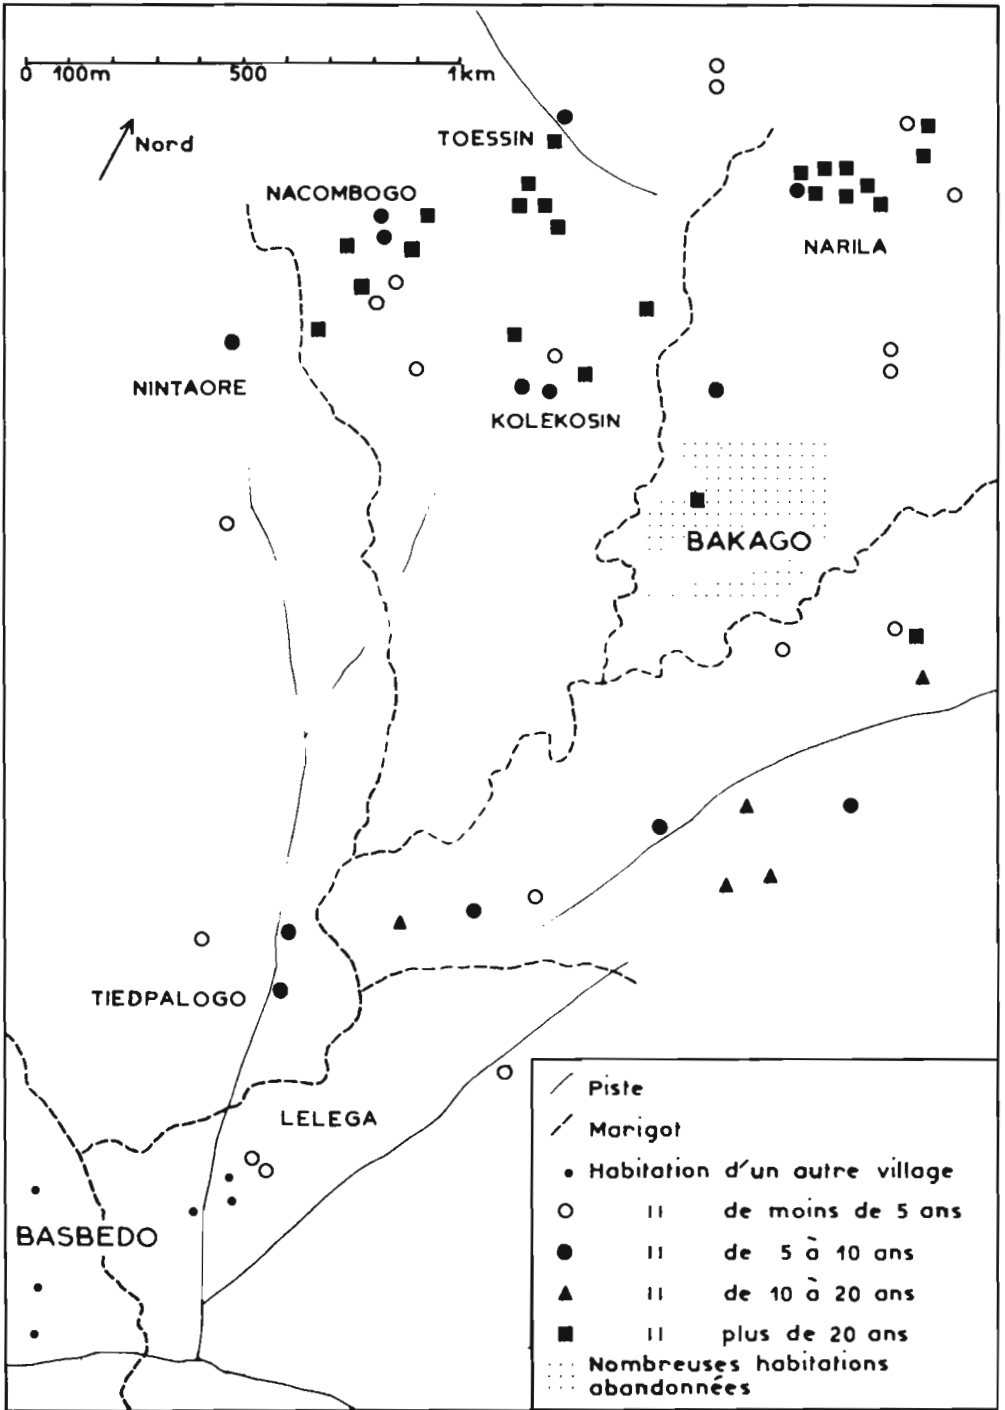 0 100m 500 1km
Nord
TOESSIN
NACOMBOGO
NARILA
NINTAORE
KOLEKOSIN
BAKAGO
TIEDPALOGO
LELEGA
BASBEDO
Piste
Marigot
Habitation d'un autre village
" de moins de 5 ans
" de 5 à 10 ans
" de 10 à 20 ans
" plus de 20 ans
Nombreuses habitations
abandonnées